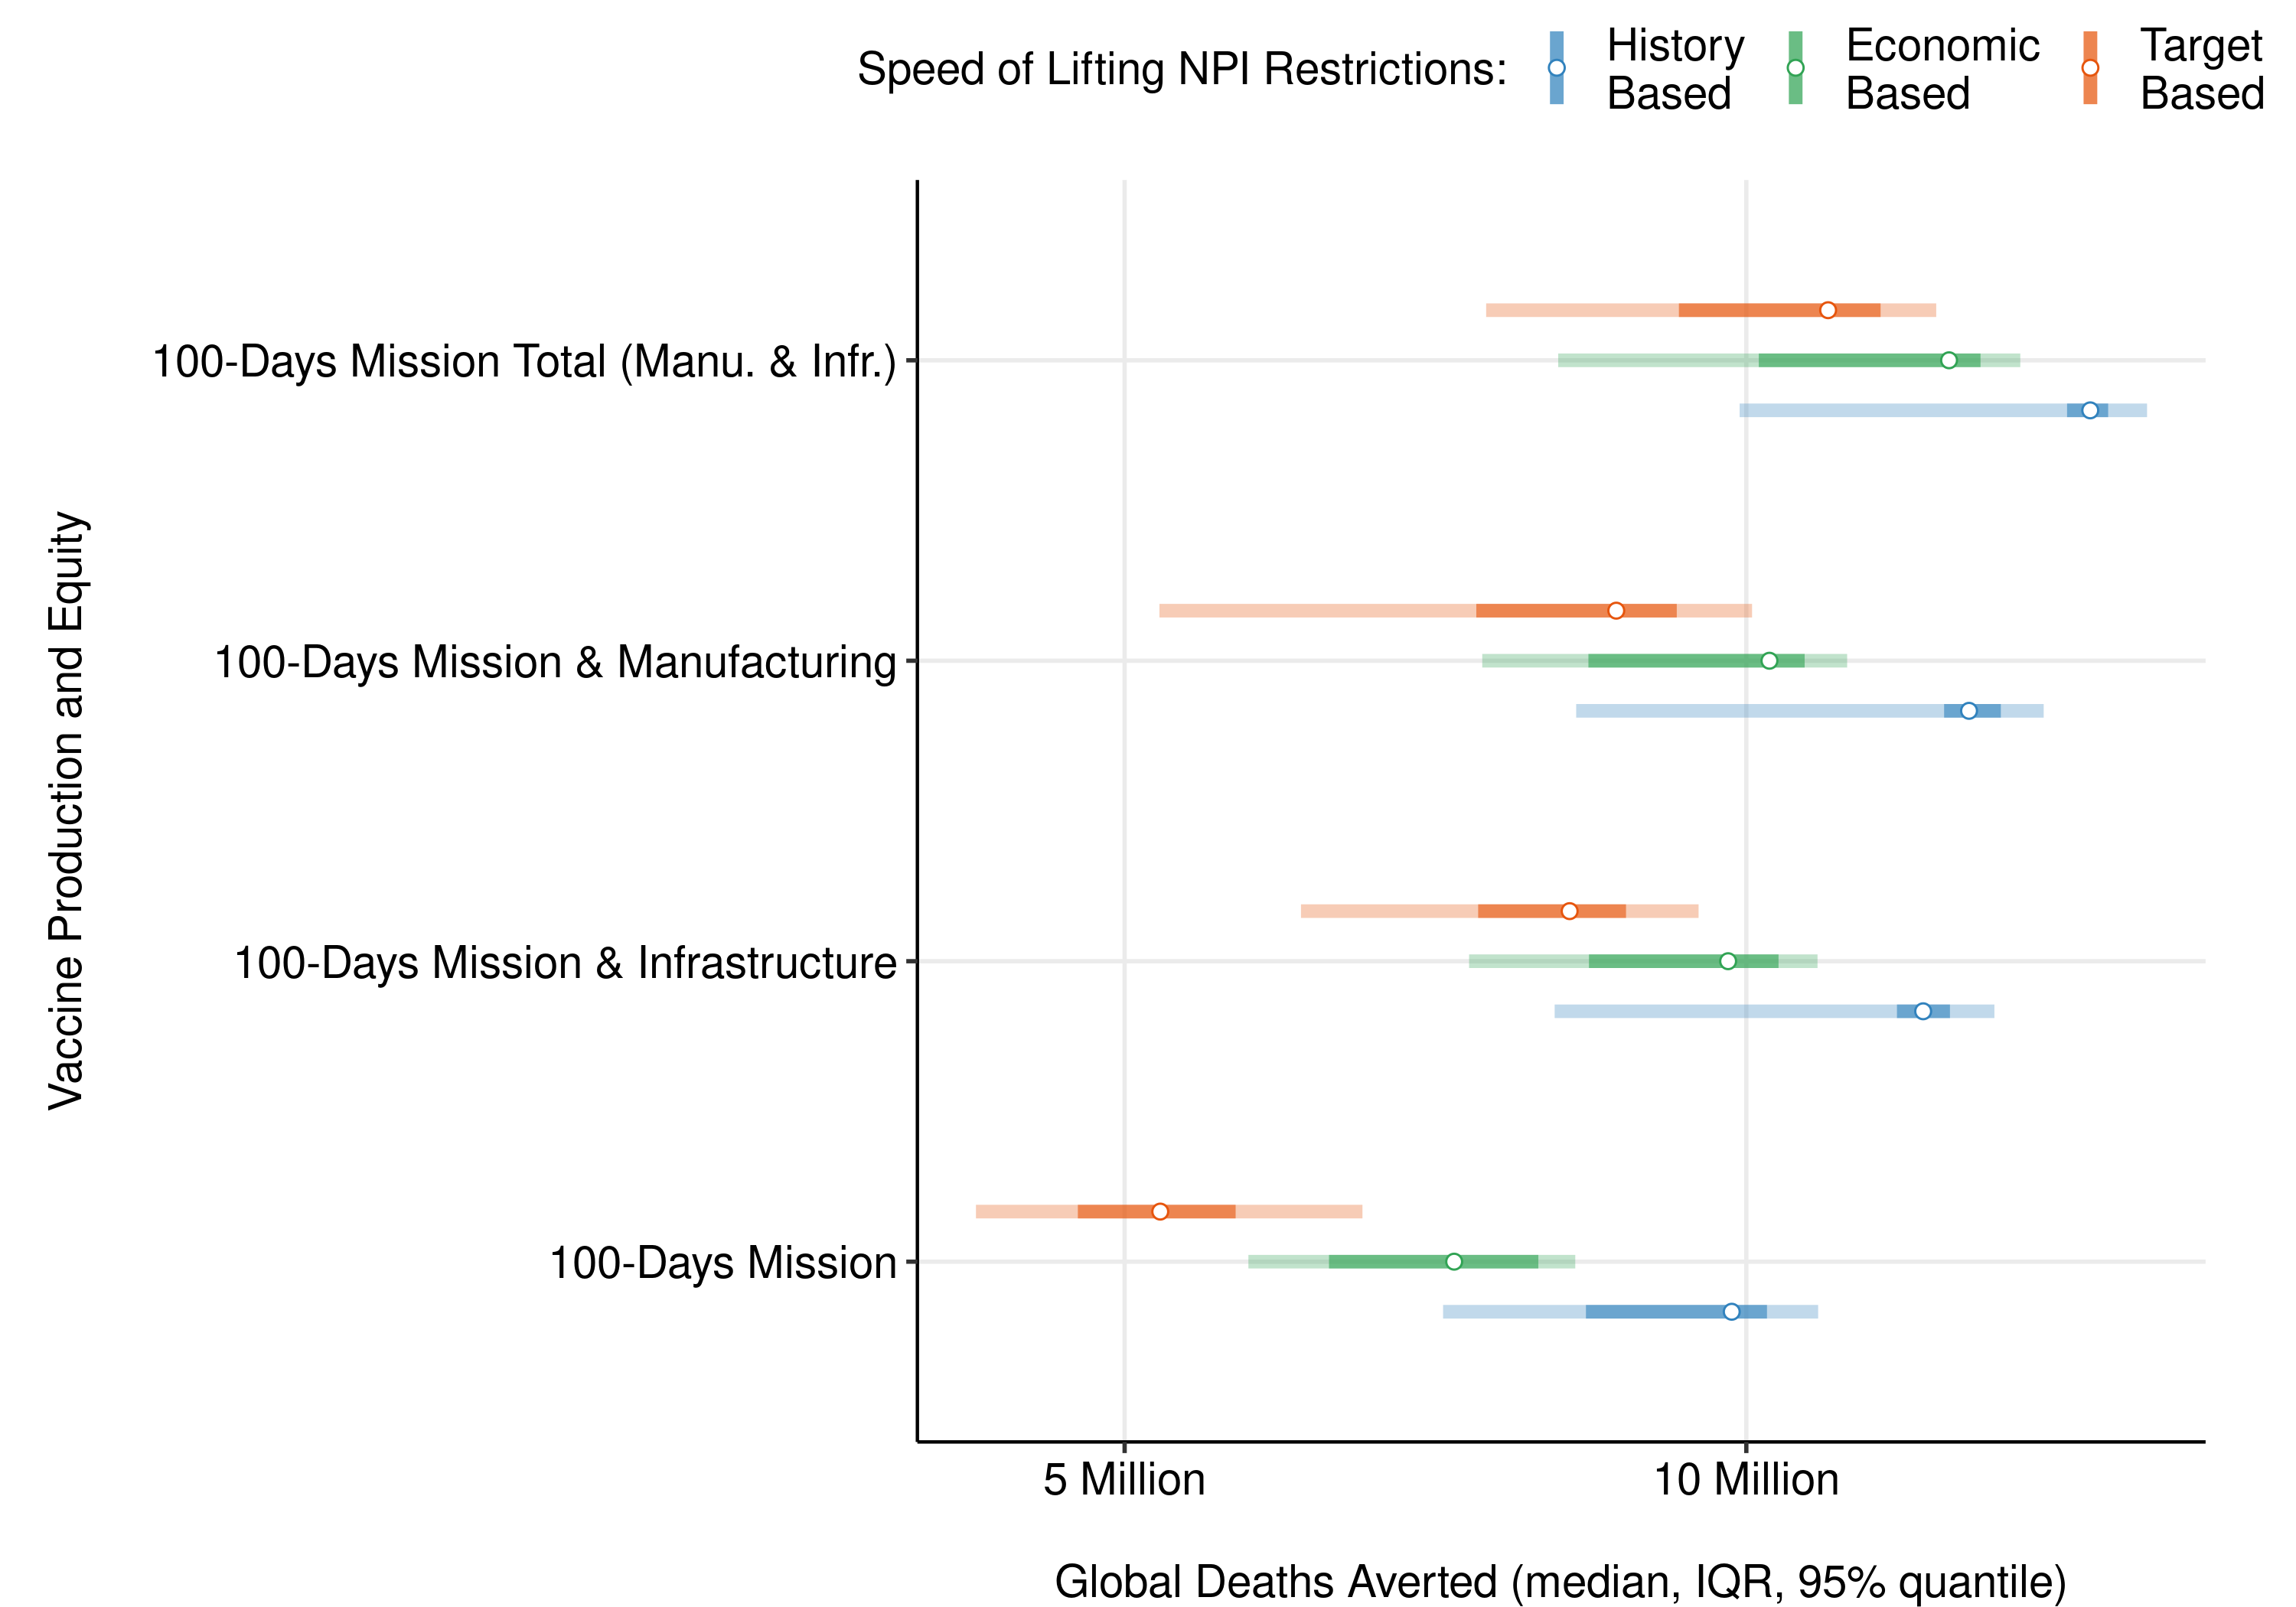 Speed of Lifting NPI Restrictions:
History
Based
Economic
Based
Target
Based
Vaccine Production and Equity
100-Days Mission Total (Manu. & Infr.)
100-Days Mission & Manufacturing
100-Days Mission & Infrastructure
100-Days Mission
5 Million
10 Million
Global Deaths Averted (median, IQR, 95% quantile)